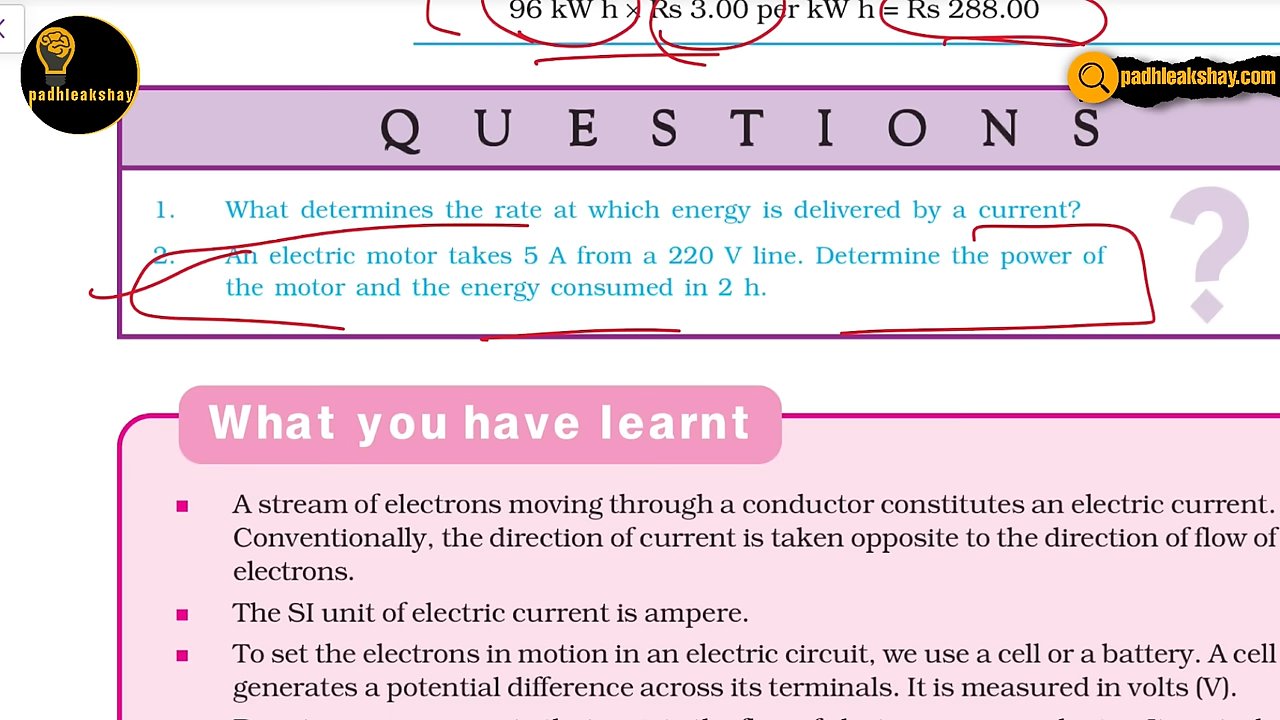 96 kW h × Rs 3.00 per kW h = Rs 288.00
padhleakshay
padhleakshay.com
QUESTIONS
1. What determines the rate at which energy is delivered by a current?
2. An electric motor takes 5 A from a 220 V line. Determine the power of
the motor and the energy consumed in 2 h.
?
What you have learnt
■ A stream of electrons moving through a conductor constitutes an electric current.
Conventionally, the direction of current is taken opposite to the direction of flow of
electrons.
■ The SI unit of electric current is ampere.
■ To set the electrons in motion in an electric circuit, we use a cell or a battery. A cell
generates a potential difference across its terminals. It is measured in volts (V).